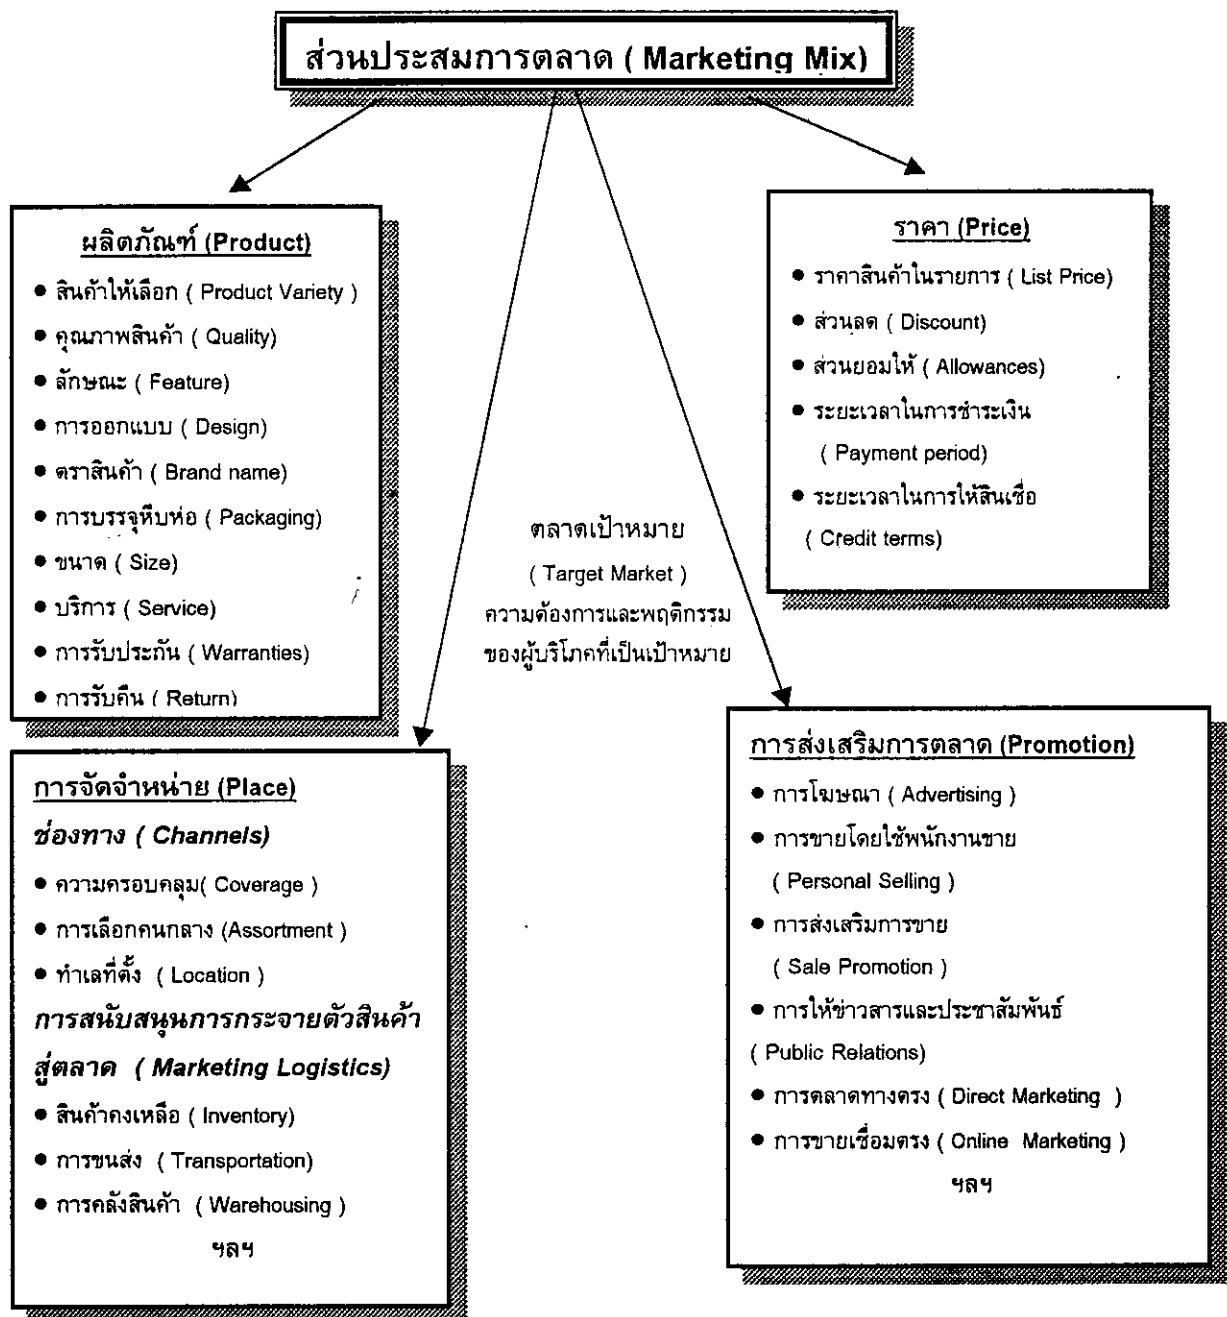 ส่วนประสมการตลาด ( Marketing Mix)
ผลิตภัณฑ์ (Product)
● สินค้าให้เลือก ( Product Variety )
● คุณภาพสินค้า ( Quality)
● ลักษณะ ( Feature)
● การออกแบบ ( Design)
● ตราสินค้า ( Brand name)
● การบรรจุหีบห่อ ( Packaging)
● ขนาด ( Size)
● บริการ ( Service)
● การรับประกัน ( Warranties)
● การรับคืน ( Return)
ราคา (Price)
● ราคาสินค้าในรายการ ( List Price)
● ส่วนลด ( Discount)
● ส่วนยอมให้ ( Allowances)
● ระยะเวลาในการชำระเงิน
( Payment period)
● ระยะเวลาในการให้สินเชื่อ
( Credit terms)
ตลาดเป้าหมาย
( Target Market )
ความต้องการและพฤติกรรม
ของผู้บริโภคที่เป็นเป้าหมาย
การจัดจำหน่าย (Place)
ช่องทาง ( Channels)
● ความครอบคลุม( Coverage )
● การเลือกคนกลาง (Assortment )
● ทำเลที่ตั้ง ( Location )
การสนับสนุนการกระจายตัวสินค้า
สู่ตลาด ( Marketing Logistics)
● สินค้าคงเหลือ ( Inventory)
● การขนส่ง ( Transportation)
● การคลังสินค้า ( Warehousing )
ฯลฯ
การส่งเสริมการตลาด (Promotion)
● การโฆษณา ( Advertising )
● การขายโดยใช้พนักงานขาย
( Personal Selling )
● การส่งเสริมการขาย
( Sale Promotion )
● การให้ข่าวสารและประชาสัมพันธ์
( Public Relations)
● การตลาดทางตรง ( Direct Marketing )
● การขายเชื่อมตรง ( Online Marketing )
ฯลฯ